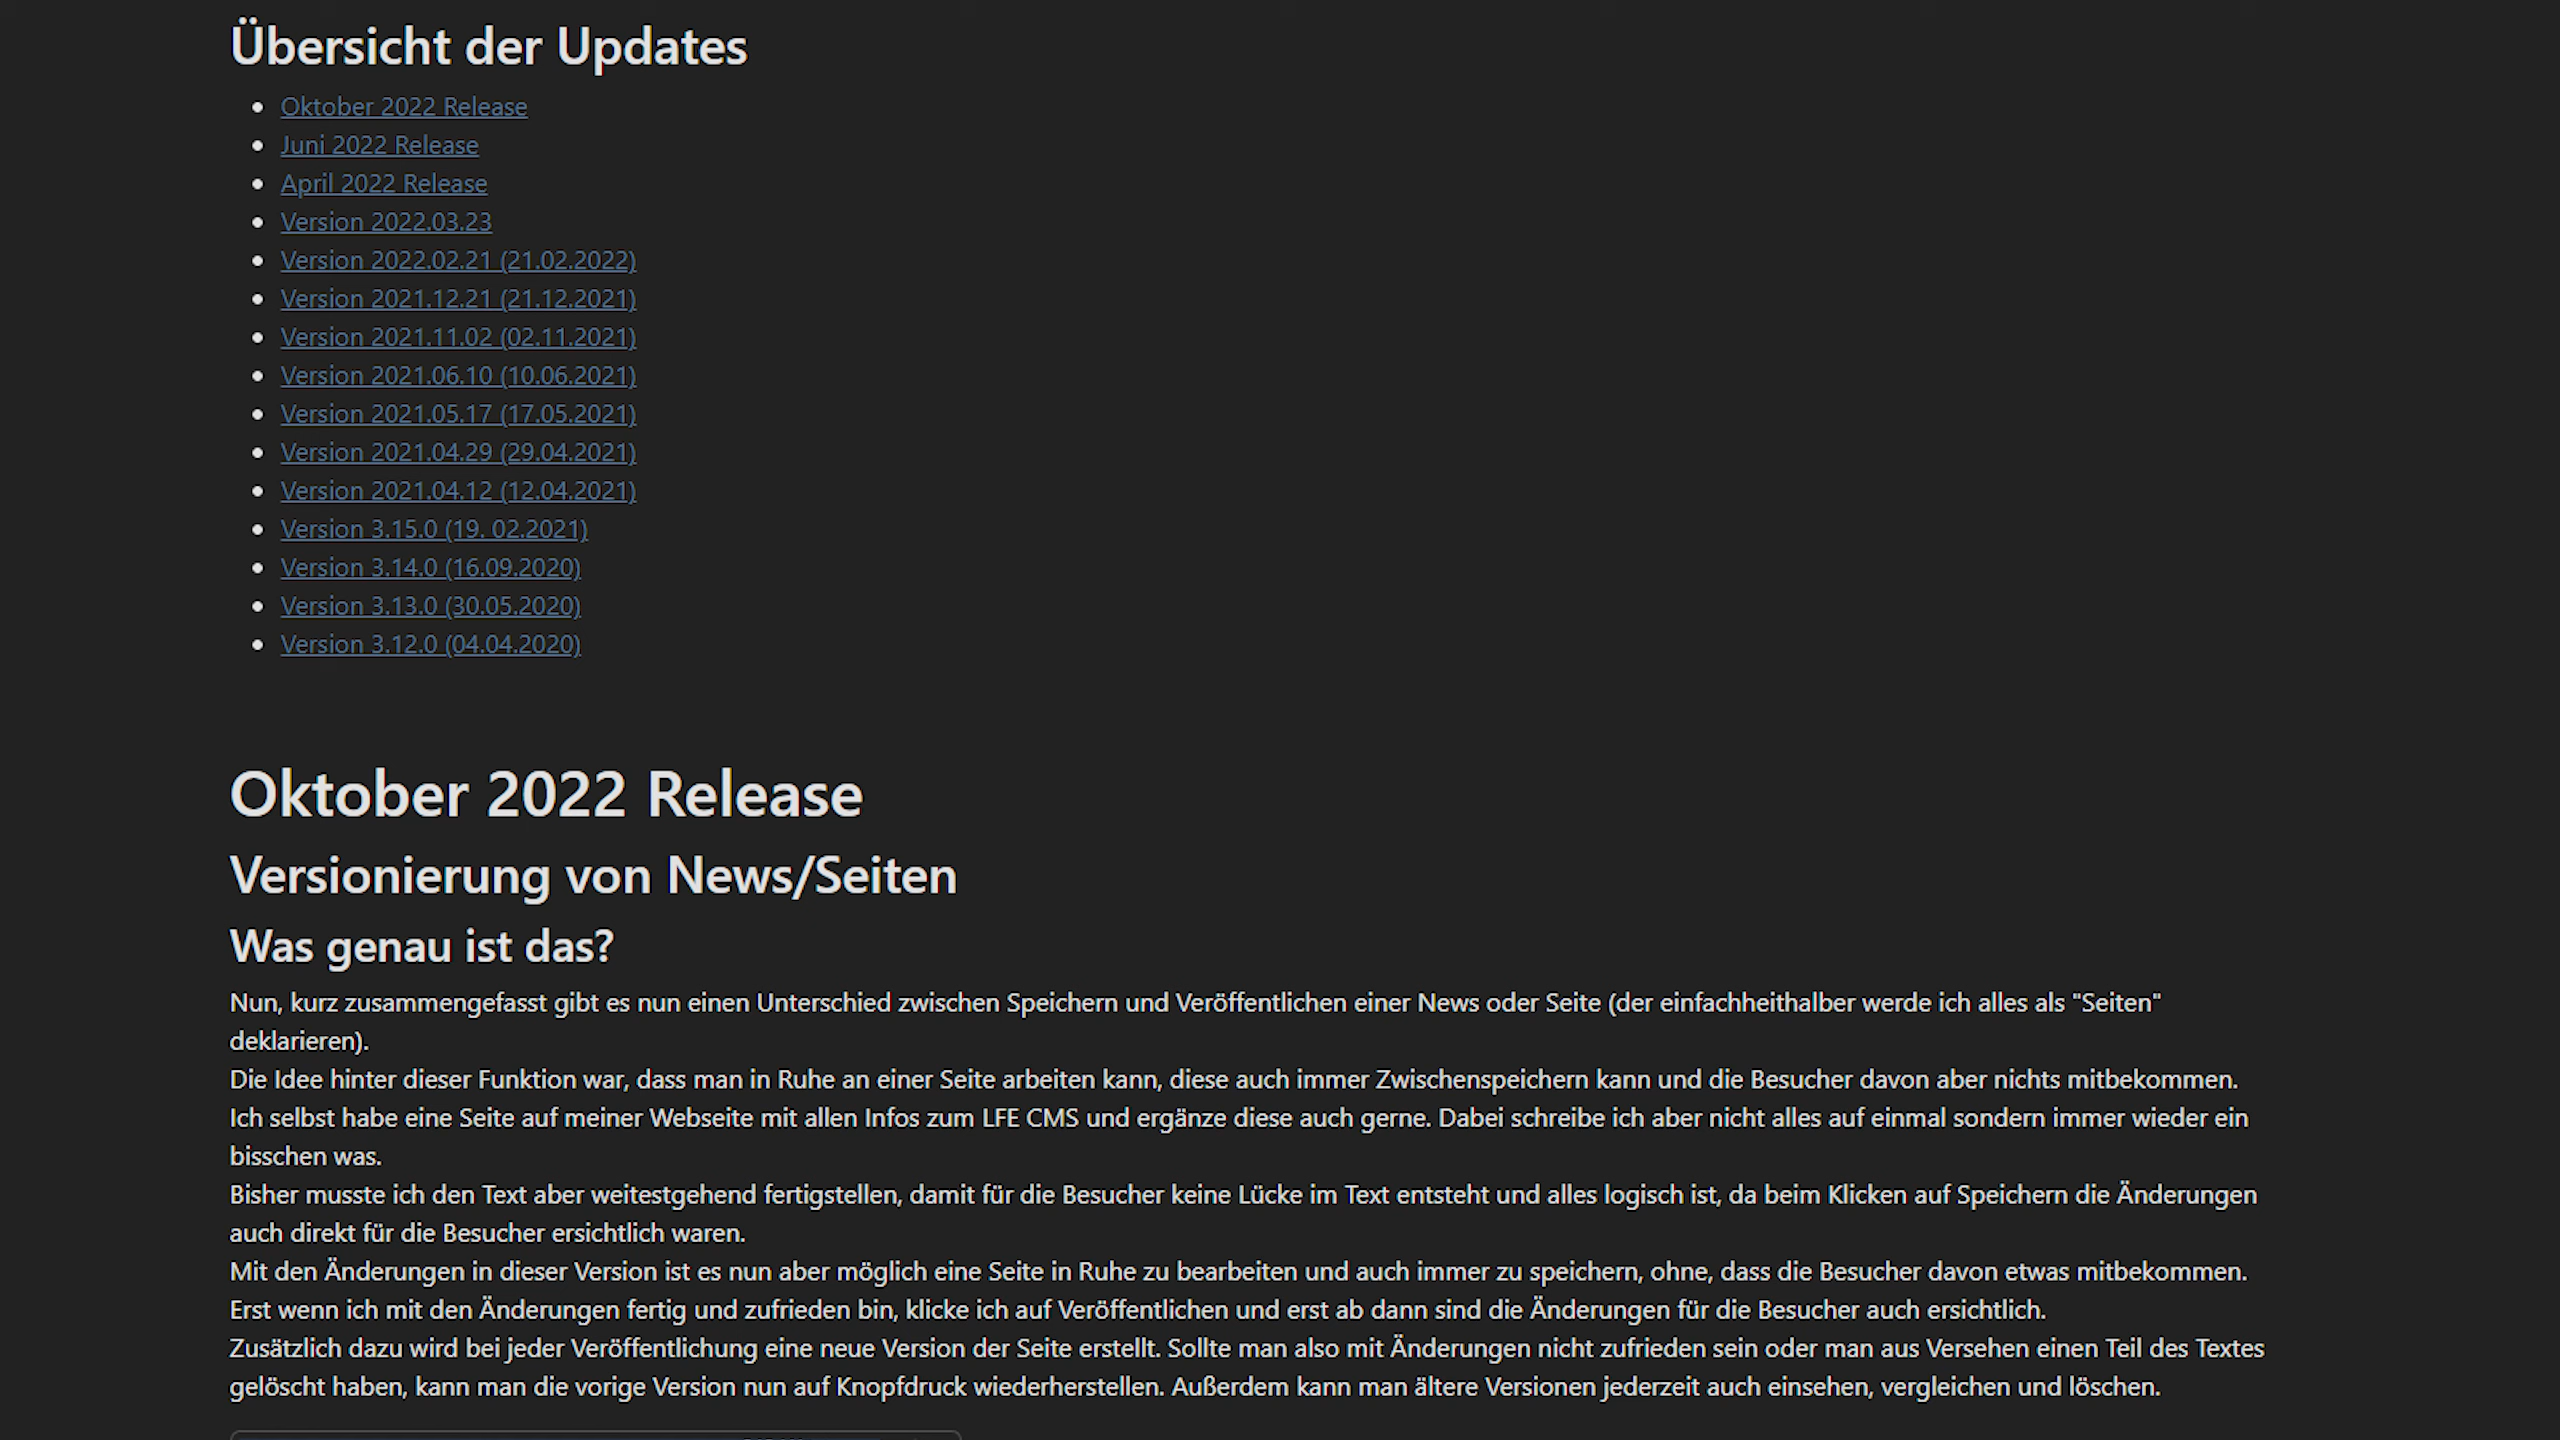 Übersicht der Updates
Oktober 2022 Release
Juni 2022 Release
April 2022 Release
Version 2022.03.23
Version 2022.02.21 (21.02.2022)
Version 2021.12.21 (21.12.2021)
Version 2021.11.02 (02.11.2021)
Version 2021.06.10 (10.06.2021)
Version 2021.05.17 (17.05.2021)
Version 2021.04.29 (29.04.2021)
Version 2021.04.12 (12.04.2021)
Version 3.15.0 (19. 02.2021)
Version 3.14.0 (16.09.2020)
Version 3.13.0 (30.05.2020)
Version 3.12.0 (04.04.2020)
Oktober 2022 Release
Versionierung von News/Seiten
Was genau ist das?
Nun, kurz zusammengefasst gibt es nun einen Unterschied zwischen Speichern und Veröffentlichen einer News oder Seite (der einfachheithalber werde ich alles als "Seiten"
deklarieren).
Die Idee hinter dieser Funktion war, dass man in Ruhe an einer Seite arbeiten kann, diese auch immer Zwischenspeichern kann und die Besucher davon aber nichts mitbekommen.
Ich selbst habe eine Seite auf meiner Webseite mit allen Infos zum LFE CMS und ergänze diese auch gerne. Dabei schreibe ich aber nicht alles auf einmal sondern immer wieder ein
bisschen was.
Bisher musste ich den Text aber weitestgehend fertigstellen, damit für die Besucher keine Lücke im Text entsteht und alles logisch ist, da beim Klicken auf Speichern die Änderungen
auch direkt für die Besucher ersichtlich waren.
Mit den Änderungen in dieser Version ist es nun aber möglich eine Seite in Ruhe zu bearbeiten und auch immer zu speichern, ohne, dass die Besucher davon etwas mitbekommen.
Erst wenn ich mit den Änderungen fertig und zufrieden bin, klicke ich auf Veröffentlichen und erst ab dann sind die Änderungen für die Besucher auch ersichtlich.
Zusätzlich dazu wird bei jeder Veröffentlichung eine neue Version der Seite erstellt. Sollte man also mit Änderungen nicht zufrieden sein oder man aus Versehen einen Teil des Textes
gelöscht haben, kann man die vorige Version nun auf Knopfdruck wiederherstellen. Außerdem kann man ältere Versionen jederzeit auch einsehen, vergleichen und löschen.